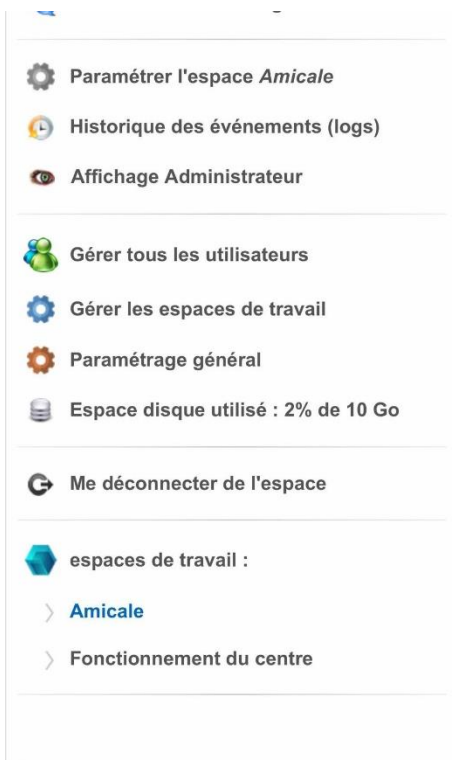 Paramétrer l'espace Amicale
Historique des événements (logs)
Affichage Administrateur
Gérer tous les utilisateurs
Gérer les espaces de travail
Paramétrage général
Espace disque utilisé : 2% de 10 Go
Me déconnecter de l'espace
espaces de travail :
Amicale
Fonctionnement du centre